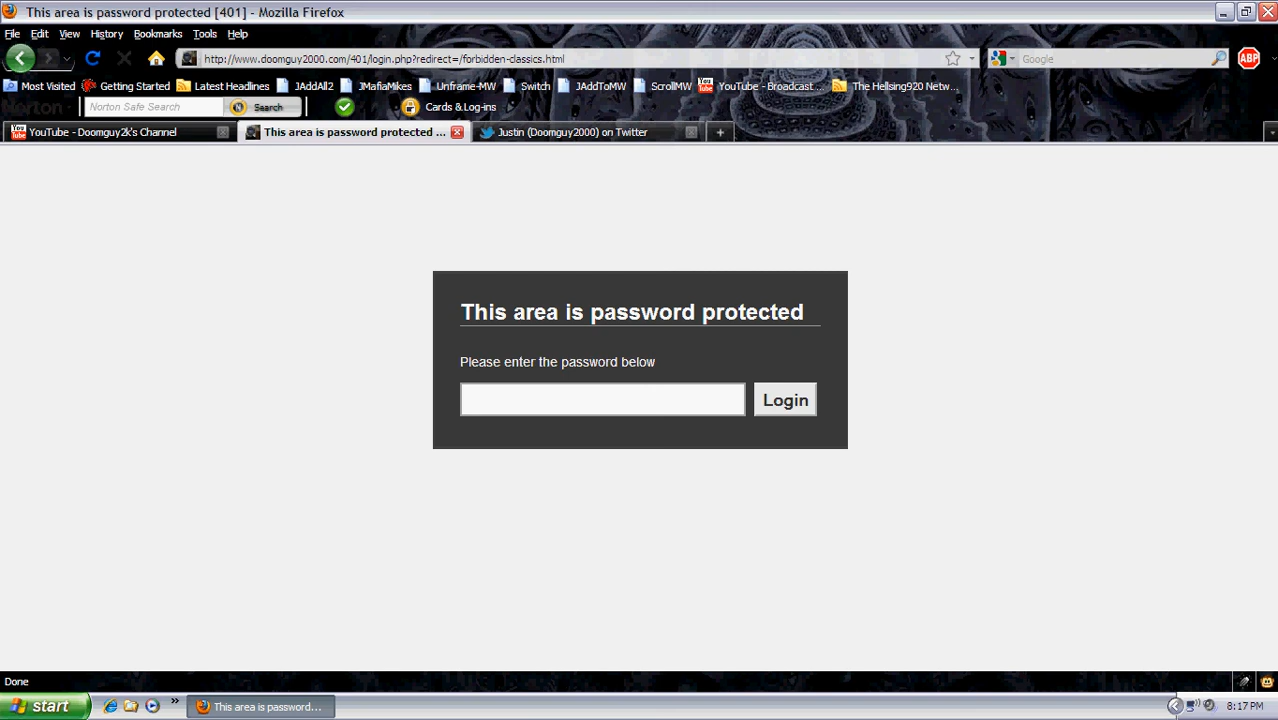 This area is password protected [401] - Mozilla Firefox
File Edit View History Bookmarks Tools Help
http://www.doomguy2000.com/401/login.php?redirect=/forbidden-classics.html
Google
ABP
Most Visited Getting Started Latest Headlines JAddAll2 JMafiaMikes Unframe-MW Switch JAddToMW ScrollMW YouTube - Broadcast ... The Hellsing920 Netw...
Norton Norton Safe Search Search Cards & Log-ins
YouTube - Doomguy2k's Channel This area is password protected ... Justin (Doomguy2000) on Twitter
This area is password protected
Please enter the password below
Login
Done
start This area is password... 8:17 PM